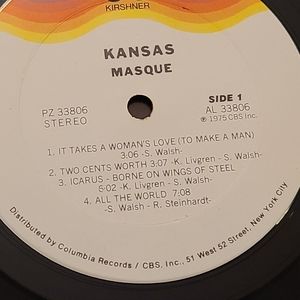 KIRSHNER
KANSAS
MASQUE
PZ 33806
STEREO
SIDE 1
AL 33806
℗ 1975 CBS Inc.
1. IT TAKES A WOMAN'S LOVE (TO MAKE A MAN)
3:06 -S. Walsh-
2. TWO CENTS WORTH 3:07 -K. Livgren - S. Walsh-
3. ICARUS - BORNE ON WINGS OF STEEL
6:02 -K. Livgren - S. Walsh-
4. ALL THE WORLD 7:08
-S. Walsh - R. Steinhardt-
Distributed by Columbia Records / CBS, Inc. 51 West 52 Street, New York City